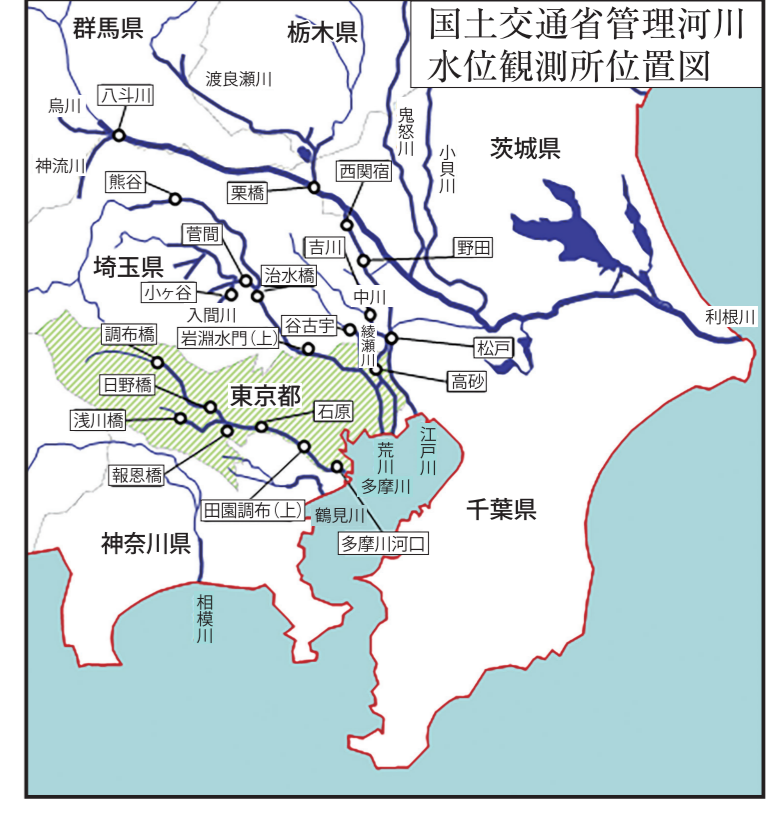 国土交通省管理河川
水位観測所位置図
群馬県
栃木県
渡良瀬川
八斗川
烏川
鬼怒川
小貝川
茨城県
神流川
熊谷
栗橋
西関宿
菅間
吉川
野田
埼玉県
治水橋
小ヶ谷
中川
入間川
利根川
谷古宇
綾瀬川
調布橋
岩淵水門(上)
松戸
日野橋
東京都
高砂
浅川橋
石原
江戸川
荒川
報恩橋
多摩川
田園調布(上)
鶴見川
千葉県
神奈川県
多摩川河口
相模川